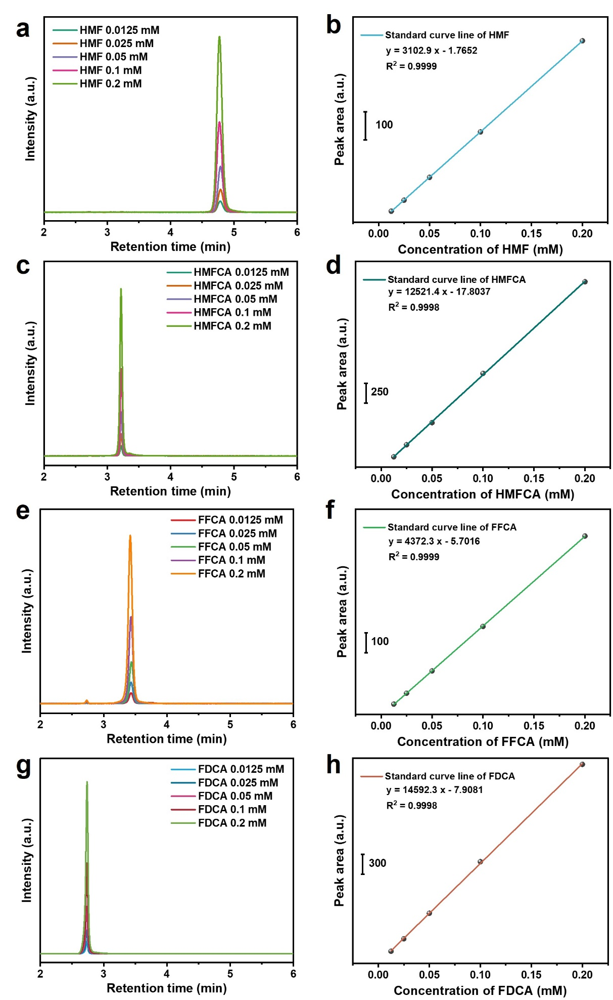 a
HMF 0.0125 mM
HMF 0.025 mM
HMF 0.05 mM
HMF 0.1 mM
HMF 0.2 mM
Intensity (a.u.)
2 3 4 5 6
Retention time (min)
b
Standard curve line of HMF
y = 3102.9 x - 1.7652
R² = 0.9999
100
Peak area (a.u.)
0.00 0.05 0.10 0.15 0.20
Concentration of HMF (mM)
c
HMFCA 0.0125 mM
HMFCA 0.025 mM
HMFCA 0.05 mM
HMFCA 0.1 mM
HMFCA 0.2 mM
Intensity (a.u.)
2 3 4 5 6
Retention time (min)
d
Standard curve line of HMFCA
y = 12521.4 x - 17.8037
R² = 0.9998
250
Peak area (a.u.)
0.00 0.05 0.10 0.15 0.20
Concentration of HMFCA (mM)
e
FFCA 0.0125 mM
FFCA 0.025 mM
FFCA 0.05 mM
FFCA 0.1 mM
FFCA 0.2 mM
Intensity (a.u.)
2 3 4 5 6
Retention time (min)
f
Standard curve line of FFCA
y = 4372.3 x - 5.7016
R² = 0.9999
100
Peak area (a.u.)
0.00 0.05 0.10 0.15 0.20
Concentration of FFCA (mM)
g
FDCA 0.0125 mM
FDCA 0.025 mM
FDCA 0.05 mM
FDCA 0.1 mM
FDCA 0.2 mM
Intensity (a.u.)
2 3 4 5 6
Retention time (min)
h
Standard curve line of FDCA
y = 14592.3 x - 7.9081
R² = 0.9998
300
Peak area (a.u.)
0.00 0.05 0.10 0.15 0.20
Concentration of FDCA (mM)